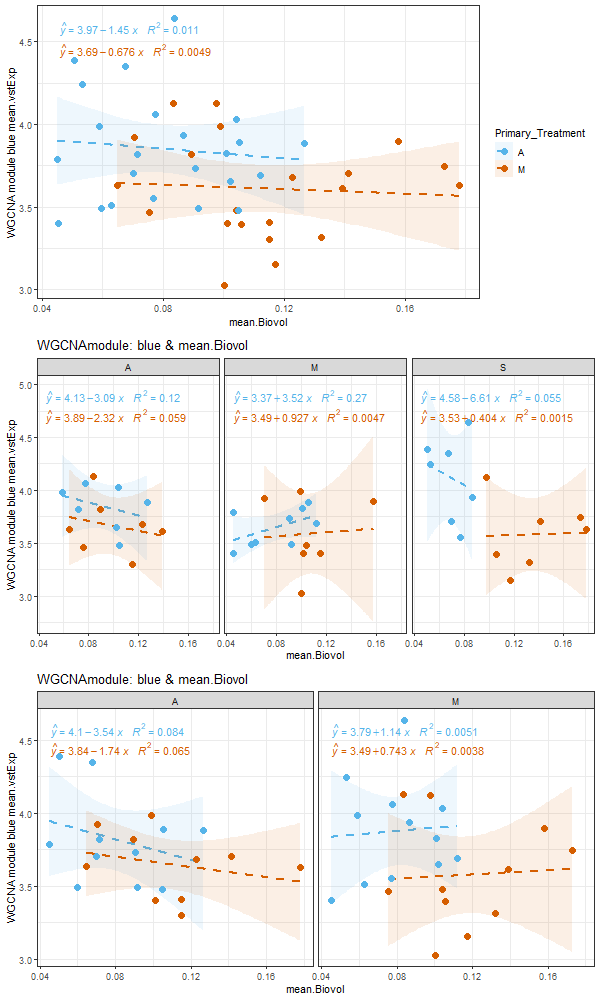 ŷ = 3.97 − 1.45 x   R² = 0.011
ŷ = 3.69 − 0.676 x   R² = 0.0049
WGCNA module blue mean.vstExp
4.5
4.0
3.5
3.0
0.04 0.08 0.12 0.16
mean.Biovol
Primary_Treatment
A
M
WGCNAmodule: blue & mean.Biovol
A M S
ŷ = 4.13 − 3.09 x   R² = 0.12
ŷ = 3.89 − 2.32 x   R² = 0.059
ŷ = 3.37 + 3.52 x   R² = 0.27
ŷ = 3.49 + 0.927 x   R² = 0.0047
ŷ = 4.58 − 6.61 x   R² = 0.055
ŷ = 3.53 + 0.404 x   R² = 0.0015
WGCNA module blue mean.vstExp
5.0
4.5
4.0
3.5
3.0
0.04 0.08 0.12 0.16 0.04 0.08 0.12 0.16 0.04 0.08 0.12 0.16
mean.Biovol
WGCNAmodule: blue & mean.Biovol
A M
ŷ = 4.1 − 3.54 x   R² = 0.084
ŷ = 3.84 − 1.74 x   R² = 0.065
ŷ = 3.79 + 1.14 x   R² = 0.0051
ŷ = 3.49 + 0.743 x   R² = 0.0038
WGCNA module blue mean.vstExp
4.5
4.0
3.5
3.0
0.04 0.08 0.12 0.16 0.04 0.08 0.12 0.16
mean.Biovol